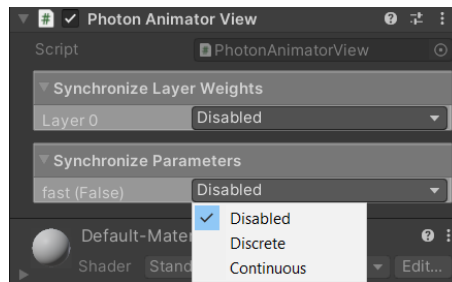 Photon Animator View
Script PhotonAnimatorView
Synchronize Layer Weights
Layer 0 Disabled
Synchronize Parameters
fast (False) Disabled
Disabled
Default-Mater
Discrete
Shader Stand
Continuous
Edit...